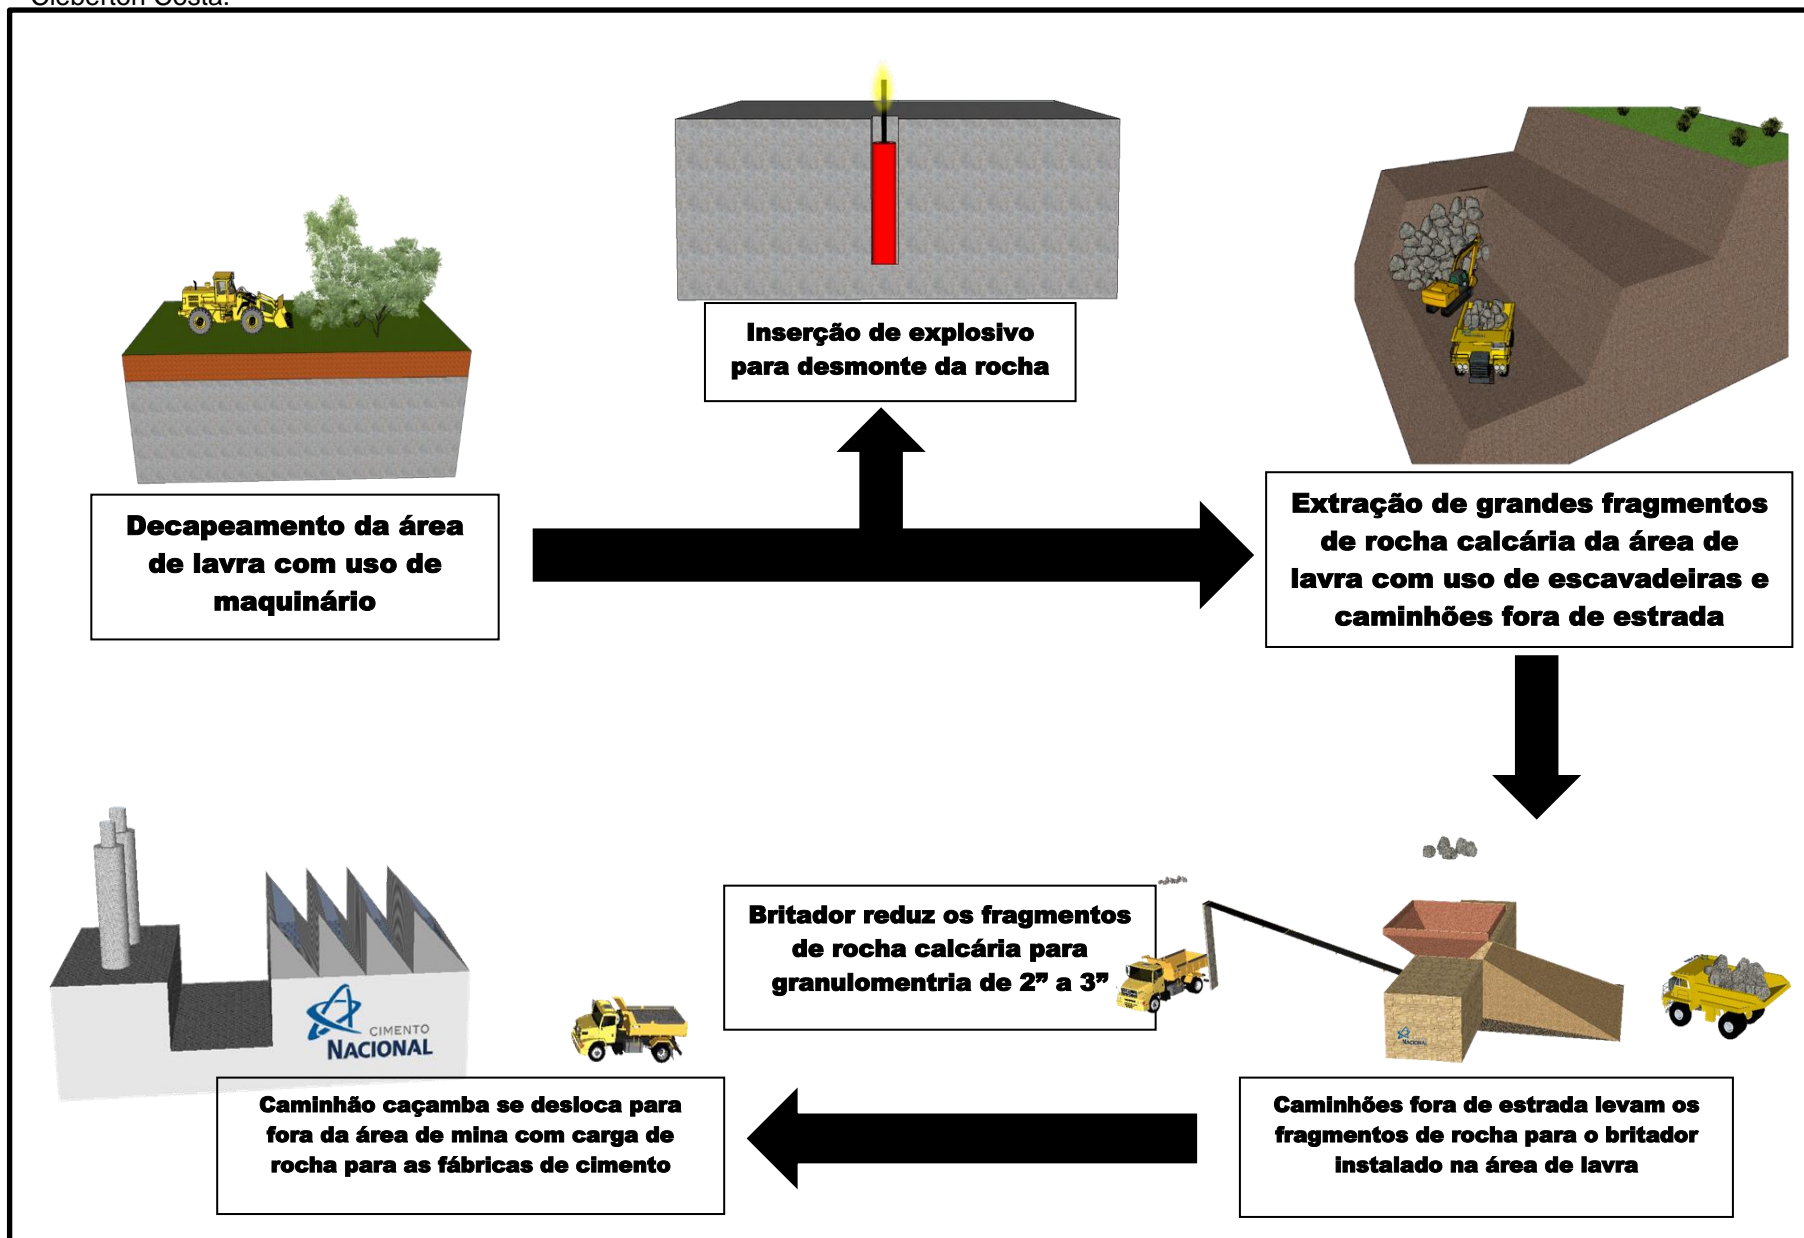 Cleberton Costa.
Inserção de explosivo
para desmonte da rocha
Decapeamento da área
de lavra com uso de
maquinário
Extração de grandes fragmentos
de rocha calcária da área de
lavra com uso de escavadeiras e
caminhões fora de estrada
Britador reduz os fragmentos
de rocha calcária para
granulomentria de 2” a 3”
CIMENTO
NACIONAL
NACIONAL
Caminhões fora de estrada levam os
fragmentos de rocha para o britador
instalado na área de lavra
Caminhão caçamba se desloca para
fora da área de mina com carga de
rocha para as fábricas de cimento